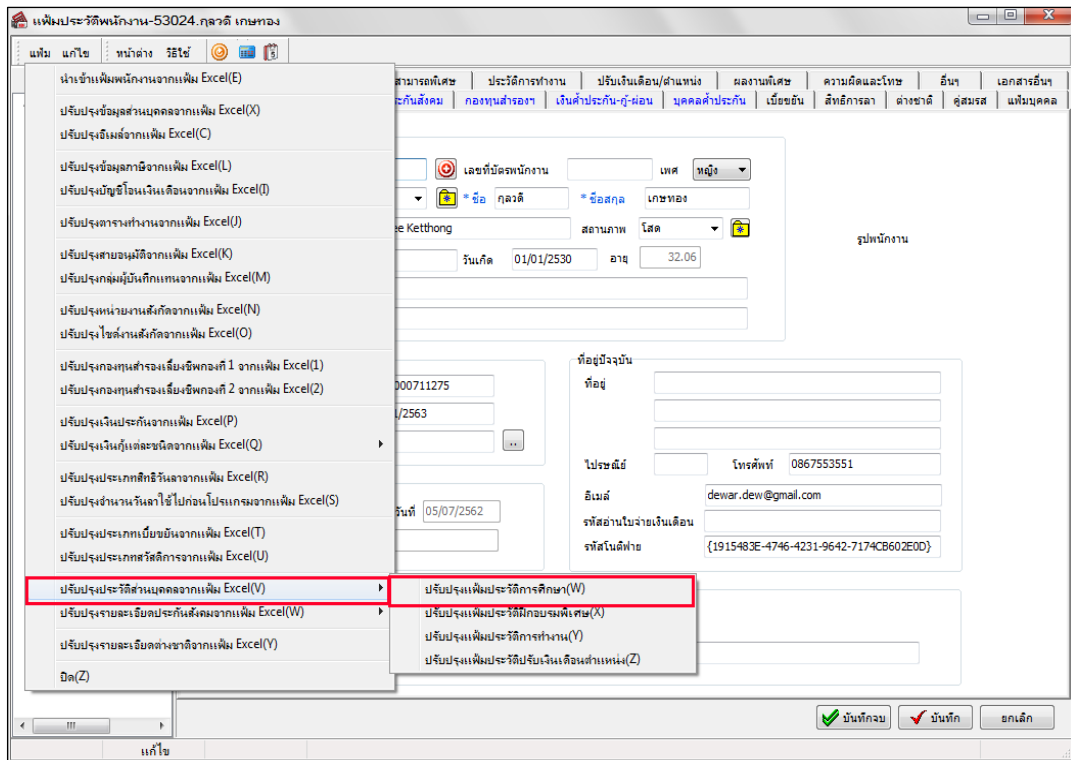 แฟ้มประวัติพนักงาน-53024.กุลวดี เกษทอง
แฟ้ม แก้ไข หน้าต่าง วิธีใช้
สามารถพิเศษ ประวัติการทำงาน ปรับเงินเดือน/ตำแหน่ง ผลงานพิเศษ ความผิดและโทษ อื่นๆ เอกสารอื่นๆ
ระกันสังคม กองทุนสำรองฯ เงินค้ำประกัน-กู้-ผ่อน บุคคลค้ำประกัน เบี้ยขยัน สิทธิการลา ต่างชาติ คู่สมรส แฟ้มบุคคล
นำเข้าแฟ้มพนักงานจากแฟ้ม Excel(E)
ปรับปรุงข้อมูลส่วนบุคคลจากแฟ้ม Excel(X)
ปรับปรุงอีเมล์จากแฟ้ม Excel(C)
ปรับปรุงข้อมูลภาษีจากแฟ้ม Excel(L)
ปรับปรุงบัญชีโอนเงินเดือนจากแฟ้ม Excel(I)
ปรับปรุงตารางทำงานจากแฟ้ม Excel(J)
ปรับปรุงสายอนุมัติจากแฟ้ม Excel(K)
ปรับปรุงกลุ่มผู้บันทึกแทนจากแฟ้ม Excel(M)
ปรับปรุงหน่วยงานสังกัดจากแฟ้ม Excel(N)
ปรับปรุงไซต์งานสังกัดจากแฟ้ม Excel(O)
ปรับปรุงกองทุนสำรองเลี้ยงชีพกองที่ 1 จากแฟ้ม Excel(1)
ปรับปรุงกองทุนสำรองเลี้ยงชีพกองที่ 2 จากแฟ้ม Excel(2)
ปรับปรุงเงินประกันจากแฟ้ม Excel(P)
ปรับปรุงเงินกู้แต่ละชนิดจากแฟ้ม Excel(Q)
ปรับปรุงประเภทสิทธิวันลาจากแฟ้ม Excel(R)
ปรับปรุงจำนวนวันลาใช้ไปก่อนโปรแกรมจากแฟ้ม Excel(S)
ปรับปรุงประเภทเบี้ยขยันจากแฟ้ม Excel(T)
ปรับปรุงประเภทสวัสดิการจากแฟ้ม Excel(U)
ปรับปรุงประวัติส่วนบุคคลจากแฟ้ม Excel(V)
ปรับปรุงรายละเอียดประกันสังคมจากแฟ้ม Excel(W)
ปรับปรุงรายละเอียดต่างชาติจากแฟ้ม Excel(Y)
ปิด(Z)
ปรับปรุงแฟ้มประวัติการศึกษา(W)
ปรับปรุงแฟ้มประวัติฝึกอบรมพิเศษ(X)
ปรับปรุงแฟ้มประวัติการทำงาน(Y)
ปรับปรุงแฟ้มประวัติปรับเงินเดือนตำแหน่ง(Z)
เลขที่บัตรพนักงาน เพศ หญิง
* ชื่อ กุลวดี * ชื่อสกุล เกษทอง
ee Ketthong สถานภาพ โสด
วันเกิด 01/01/2530 อายุ 32.06
รูปพนักงาน
000711275
1/2563
..
วันที่ 05/07/2562
ที่อยู่ปัจจุบัน
ที่อยู่
ไปรษณีย์ โทรศัพท์ 0867553551
อีเมล์ dewar.dew@gmail.com
รหัสอ่านใบจ่ายเงินเดือน
รหัสโนติฟาย {1915483E-4746-4231-9642-7174CB602E0D}
บันทึกจบ บันทึก ยกเลิก
แก้ไข